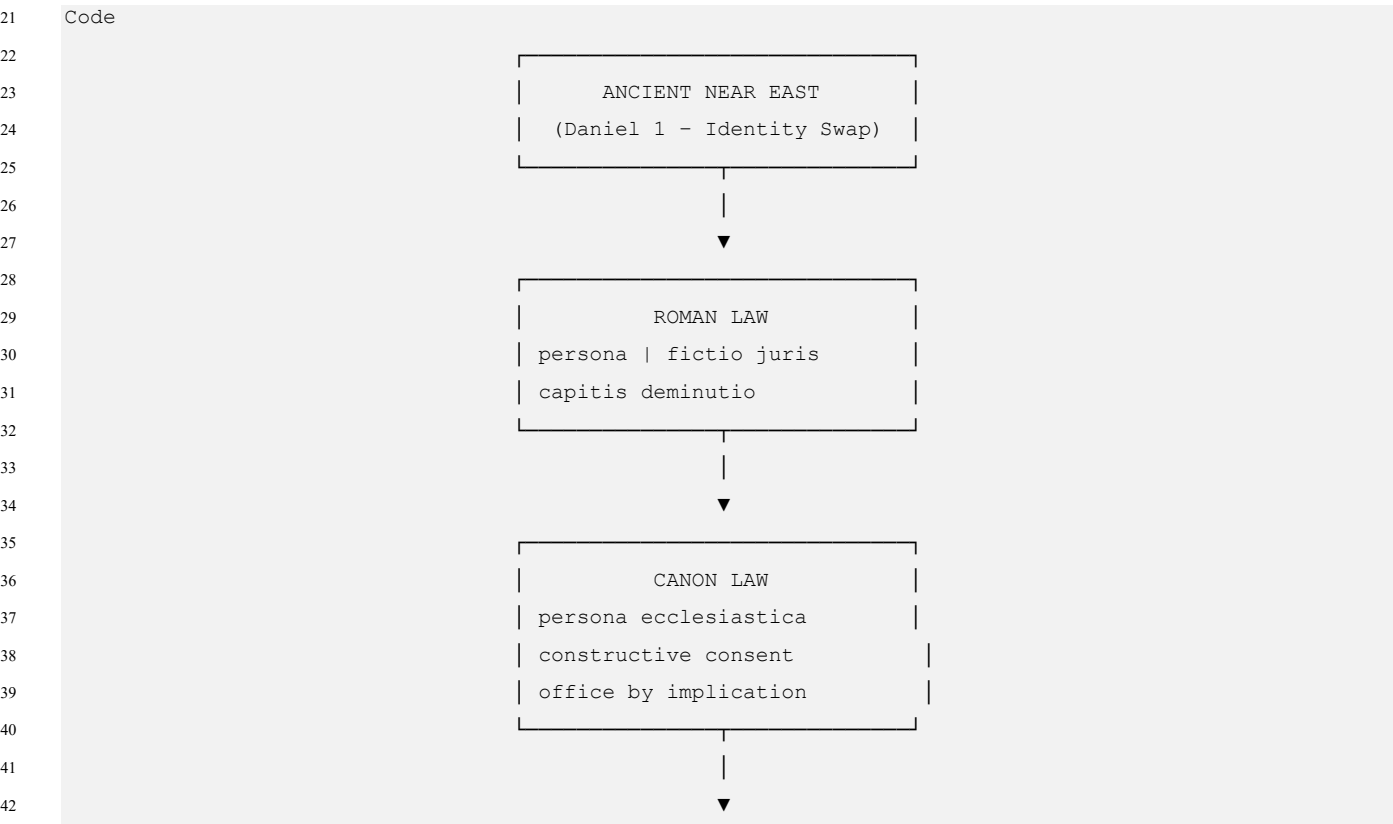 21 Code
22
23 ANCIENT NEAR EAST
24 (Daniel 1 – Identity Swap)
25
26
27 ▼
28
29 ROMAN LAW
30 persona | fictio juris
31 capitis deminutio
32
33
34 ▼
35
36 CANON LAW
37 persona ecclesiastica
38 constructive consent
39 office by implication
40
41
42 ▼